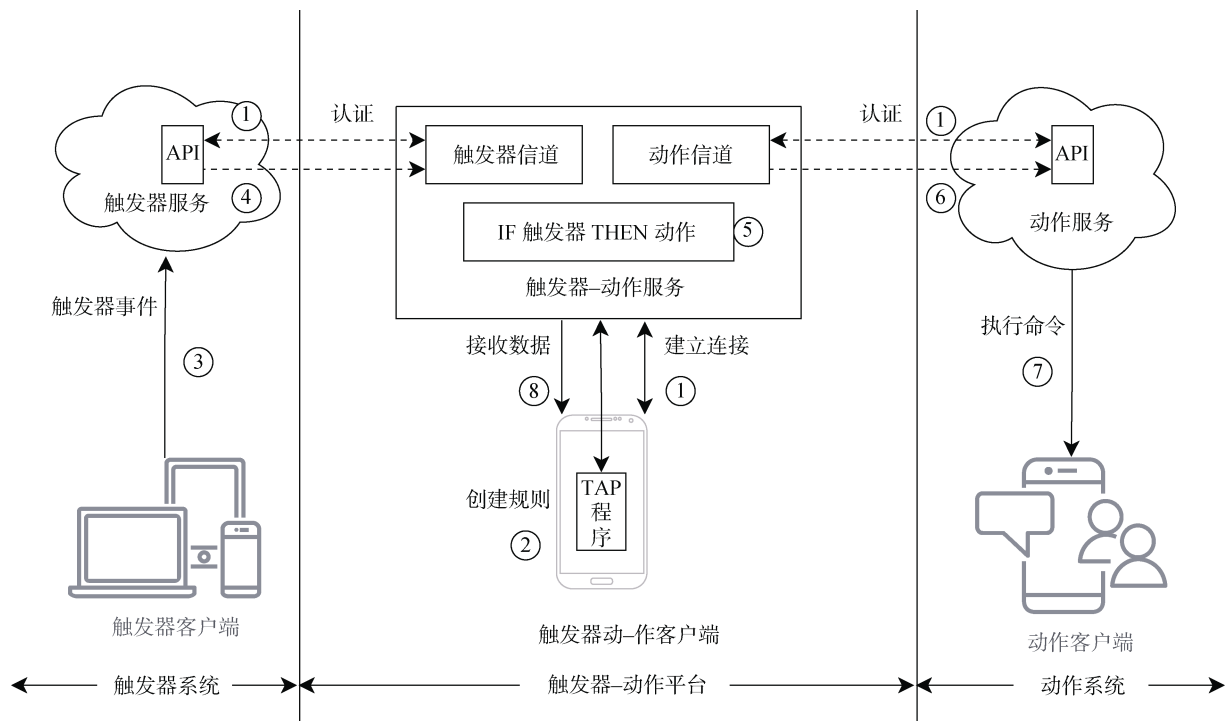 认证
①
API
④
触发器服务
触发器事件
③
触发器客户端
触发器系统
触发器信道
动作信道
IF 触发器 THEN 动作
⑤
触发器–动作服务
接收数据
建立连接
⑧
①
创建规则
②
TAP
程
序
触发器动–作客户端
触发器–动作平台
认证
①
API
⑥
动作服务
执行命令
⑦
动作客户端
动作系统